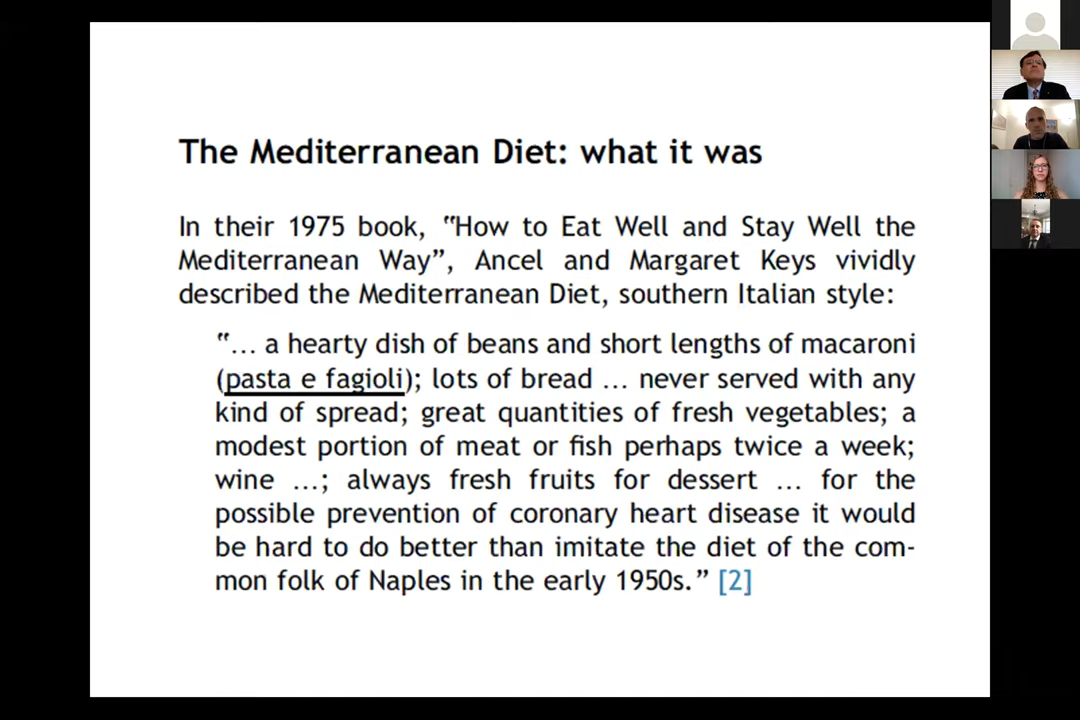 The Mediterranean Diet: what it was
In their 1975 book, “How to Eat Well and Stay Well the
Mediterranean Way”, Ancel and Margaret Keys vividly
described the Mediterranean Diet, southern Italian style:
“... a hearty dish of beans and short lengths of macaroni
(pasta e fagioli); lots of bread ... never served with any
kind of spread; great quantities of fresh vegetables; a
modest portion of meat or fish perhaps twice a week;
wine ...; always fresh fruits for dessert ... for the
possible prevention of coronary heart disease it would
be hard to do better than imitate the diet of the com-
mon folk of Naples in the early 1950s.” [2]